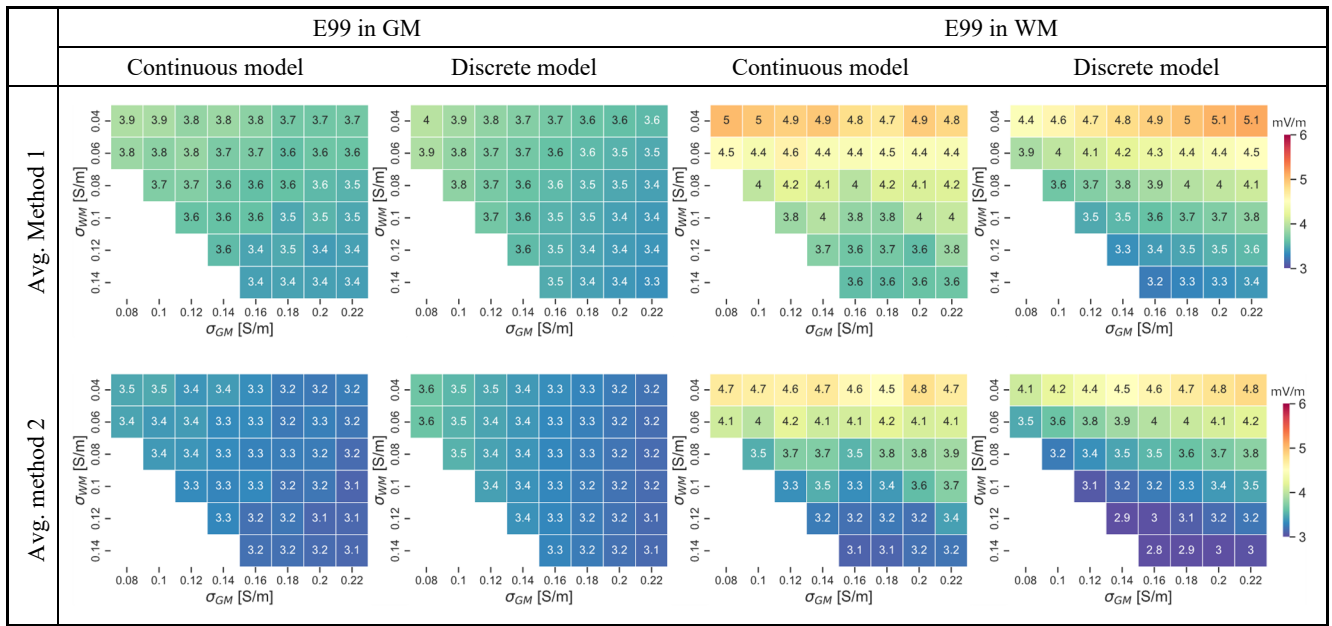 E99 in GM E99 in WM
Continuous model Discrete model Continuous model Discrete model
Avg. Method 1
σWM [S/m]
0.04 3.9 3.9 3.8 3.8 3.8 3.7 3.7 3.7
0.06 3.8 3.8 3.8 3.7 3.7 3.6 3.6 3.6
0.08 3.7 3.7 3.6 3.6 3.6 3.6 3.5
0.1 3.6 3.6 3.6 3.5 3.5 3.5
0.12 3.6 3.4 3.5 3.4 3.4
0.14 3.4 3.4 3.4 3.4
0.08 0.1 0.12 0.14 0.16 0.18 0.2 0.22
σGM [S/m]
σWM [S/m]
0.04 4 3.9 3.8 3.7 3.7 3.6 3.6 3.6
0.06 3.9 3.8 3.7 3.7 3.6 3.6 3.5 3.5
0.08 3.8 3.7 3.6 3.6 3.5 3.5 3.4
0.1 3.7 3.6 3.5 3.5 3.4 3.4
0.12 3.6 3.5 3.4 3.4 3.4
0.14 3.5 3.4 3.4 3.3
0.08 0.1 0.12 0.14 0.16 0.18 0.2 0.22
σGM [S/m]
σWM [S/m]
0.04 5 5 4.9 4.9 4.8 4.7 4.9 4.8
0.06 4.5 4.4 4.6 4.4 4.4 4.5 4.4 4.4
0.08 4 4.2 4.1 4 4.2 4.1 4.2
0.1 3.8 4 3.8 3.8 4 4
0.12 3.7 3.6 3.7 3.6 3.8
0.14 3.6 3.6 3.6 3.6
0.08 0.1 0.12 0.14 0.16 0.18 0.2 0.22
σGM [S/m]
σWM [S/m]
0.04 4.4 4.6 4.7 4.8 4.9 5 5.1 5.1
0.06 3.9 4 4.1 4.2 4.3 4.4 4.4 4.5
0.08 3.6 3.7 3.8 3.9 4 4 4.1
0.1 3.5 3.5 3.6 3.7 3.7 3.8
0.12 3.3 3.4 3.5 3.5 3.6
0.14 3.2 3.3 3.3 3.4
0.08 0.1 0.12 0.14 0.16 0.18 0.2 0.22
σGM [S/m]
mV/m
6
5
4
3
Avg. method 2
σWM [S/m]
0.04 3.5 3.5 3.4 3.4 3.3 3.2 3.2 3.2
0.06 3.4 3.4 3.4 3.3 3.3 3.2 3.2 3.2
0.08 3.4 3.4 3.3 3.3 3.3 3.2 3.2
0.1 3.3 3.3 3.3 3.2 3.2 3.1
0.12 3.3 3.2 3.2 3.1 3.1
0.14 3.2 3.2 3.2 3.1
0.08 0.1 0.12 0.14 0.16 0.18 0.2 0.22
σGM [S/m]
σWM [S/m]
0.04 3.6 3.5 3.5 3.4 3.3 3.3 3.2 3.2
0.06 3.6 3.5 3.4 3.4 3.3 3.3 3.2 3.2
0.08 3.5 3.4 3.4 3.3 3.3 3.2 3.2
0.1 3.4 3.4 3.3 3.2 3.2 3.2
0.12 3.4 3.3 3.2 3.2 3.1
0.14 3.3 3.2 3.2 3.1
0.08 0.1 0.12 0.14 0.16 0.18 0.2 0.22
σGM [S/m]
σWM [S/m]
0.04 4.7 4.7 4.6 4.7 4.6 4.5 4.8 4.7
0.06 4.1 4 4.2 4.1 4.1 4.2 4.1 4.1
0.08 3.5 3.7 3.7 3.5 3.8 3.8 3.9
0.1 3.3 3.5 3.3 3.4 3.6 3.7
0.12 3.2 3.2 3.2 3.2 3.4
0.14 3.1 3.1 3.2 3.2
0.08 0.1 0.12 0.14 0.16 0.18 0.2 0.22
σGM [S/m]
σWM [S/m]
0.04 4.1 4.2 4.4 4.5 4.6 4.7 4.8 4.8
0.06 3.5 3.6 3.8 3.9 4 4 4.1 4.2
0.08 3.2 3.4 3.5 3.5 3.6 3.7 3.8
0.1 3.1 3.2 3.2 3.3 3.4 3.5
0.12 2.9 3 3.1 3.2 3.2
0.14 2.8 2.9 3 3
0.08 0.1 0.12 0.14 0.16 0.18 0.2 0.22
σGM [S/m]
mV/m
6
5
4
3